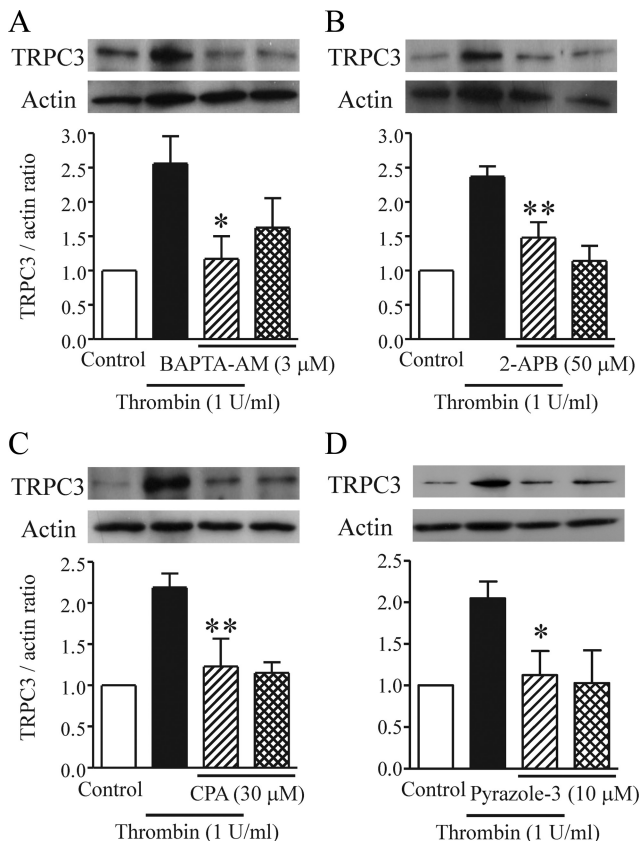 A
TRPC3
Actin
TRPC3 / actin ratio
3.0
2.5
2.0
1.5
1.0
0.5
0.0
*
Control
BAPTA-AM (3 μM)
Thrombin (1 U/ml)
B
TRPC3
Actin
3.0
2.5
2.0
1.5
1.0
0.5
0.0
**
Control
2-APB (50 μM)
Thrombin (1 U/ml)
C
TRPC3
Actin
TRPC3 / actin ratio
2.5
2.0
1.5
1.0
0.5
0.0
**
Control
CPA (30 μM)
Thrombin (1 U/ml)
D
TRPC3
Actin
2.5
2.0
1.5
1.0
0.5
0.0
*
Control
Pyrazole-3 (10 μM)
Thrombin (1 U/ml)